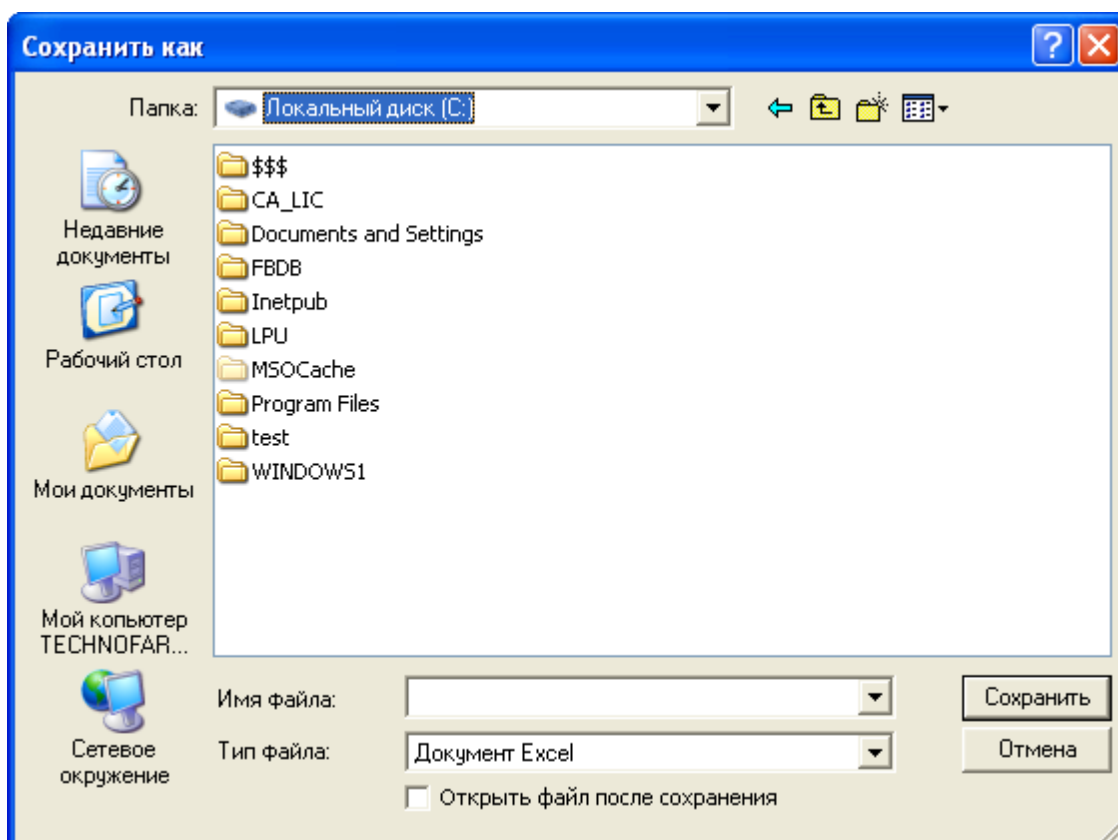 Сохранить как
Папка:
Локальный диск (C:)
$$$
CA_LIC
Documents and Settings
FBDB
Inetpub
LPU
MSOCache
Program Files
test
WINDOWS1
Недавние
документы
Рабочий стол
Мои документы
Мой копьютер
TECHNOFAR...
Сетевое
окружение
Имя файла:
Сохранить
Тип файла:
Документ Excel
Отмена
Открыть файл после сохранения